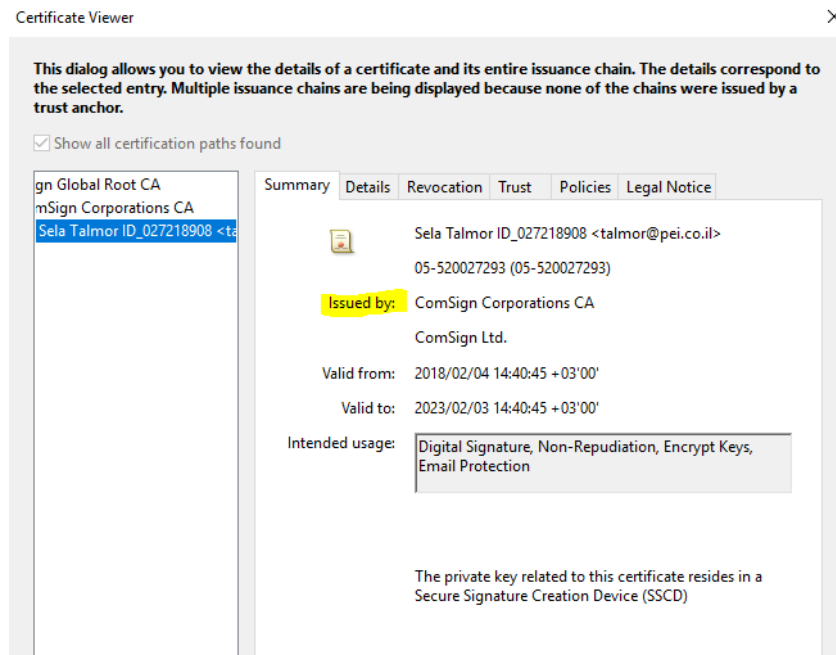 Certificate Viewer
This dialog allows you to view the details of a certificate and its entire issuance chain. The details correspond to
the selected entry. Multiple issuance chains are being displayed because none of the chains were issued by a
trust anchor.
Show all certification paths found
gn Global Root CA
mSign Corporations CA
Sela Talmor ID_027218908 <ta
Summary Details Revocation Trust Policies Legal Notice
Sela Talmor ID_027218908 <talmor@pei.co.il>
05-520027293 (05-520027293)
Issued by: ComSign Corporations CA
ComSign Ltd.
Valid from: 2018/02/04 14:40:45 +03'00'
Valid to: 2023/02/03 14:40:45 +03'00'
Intended usage: Digital Signature, Non-Repudiation, Encrypt Keys,
Email Protection
The private key related to this certificate resides in a
Secure Signature Creation Device (SSCD)